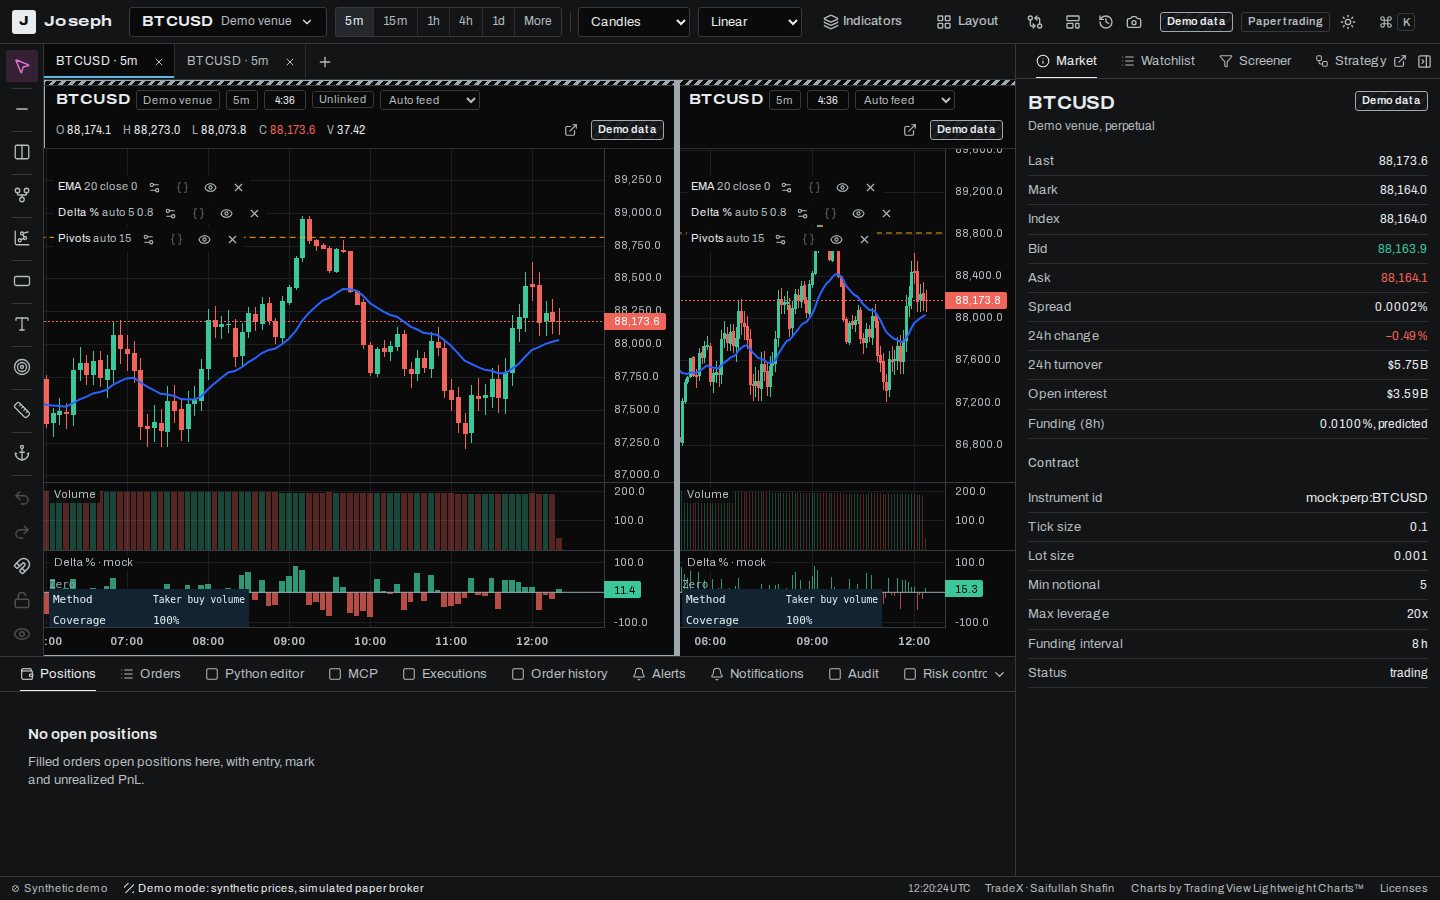 J Joseph BTCUSD Demo venue 5m 15m 1h 4h 1d More Candles Linear Indicators Layout Demo data Paper trading ⌘ K
BTCUSD · 5m BTCUSD · 5m
Market Watchlist Screener Strategy
BTCUSD Demo venue 5m 4:36 Unlinked Auto feed
O 88,174.1 H 88,273.0 L 88,073.8 C 88,173.6 V 37.42 Demo data
EMA 20 close 0
Delta % auto 5 0.8
Pivots auto 15
89,250.0
89,000.0
88,750.0
88,500.0
88,250.0
88,173.6
88,000.0
87,750.0
87,500.0
87,250.0
87,000.0
Volume
200.0
100.0
Delta % · mock
100.0
Zero
11.4
Method Taker buy volume
Coverage 100%
-100.0
:00 07:00 08:00 09:00 10:00 11:00 12:00
BTCUSD 5m 4:36 Auto feed
Demo data
EMA 20 close 0
Delta % auto 5 0.8
Pivots auto 15
89,600.0
89,200.0
88,800.0
88,400.0
88,173.6
88,000.0
87,600.0
87,200.0
86,800.0
Volume
200.0
100.0
Delta % · mock
100.0
Zero
15.3
Method Taker buy volume
Coverage 100%
-100.0
06:00 09:00 12:00
BTCUSD Demo data
Demo venue, perpetual
Last 88,173.6
Mark 88,164.0
Index 88,164.0
Bid 88,163.9
Ask 88,164.1
Spread 0.0002%
24h change −0.49%
24h turnover $5.75B
Open interest $3.59B
Funding (8h) 0.0100%, predicted
Contract
Instrument id mock:perp:BTCUSD
Tick size 0.1
Lot size 0.001
Min notional 5
Max leverage 20x
Funding interval 8h
Status trading
Positions Orders Python editor MCP Executions Order history Alerts Notifications Audit Risk contrc
No open positions
Filled orders open positions here, with entry, mark
and unrealized PnL.
Synthetic demo Demo mode: synthetic prices, simulated paper broker 12:20:24 UTC TradeX · Saifullah Shafin Charts by TradingView Lightweight Charts™ Licenses